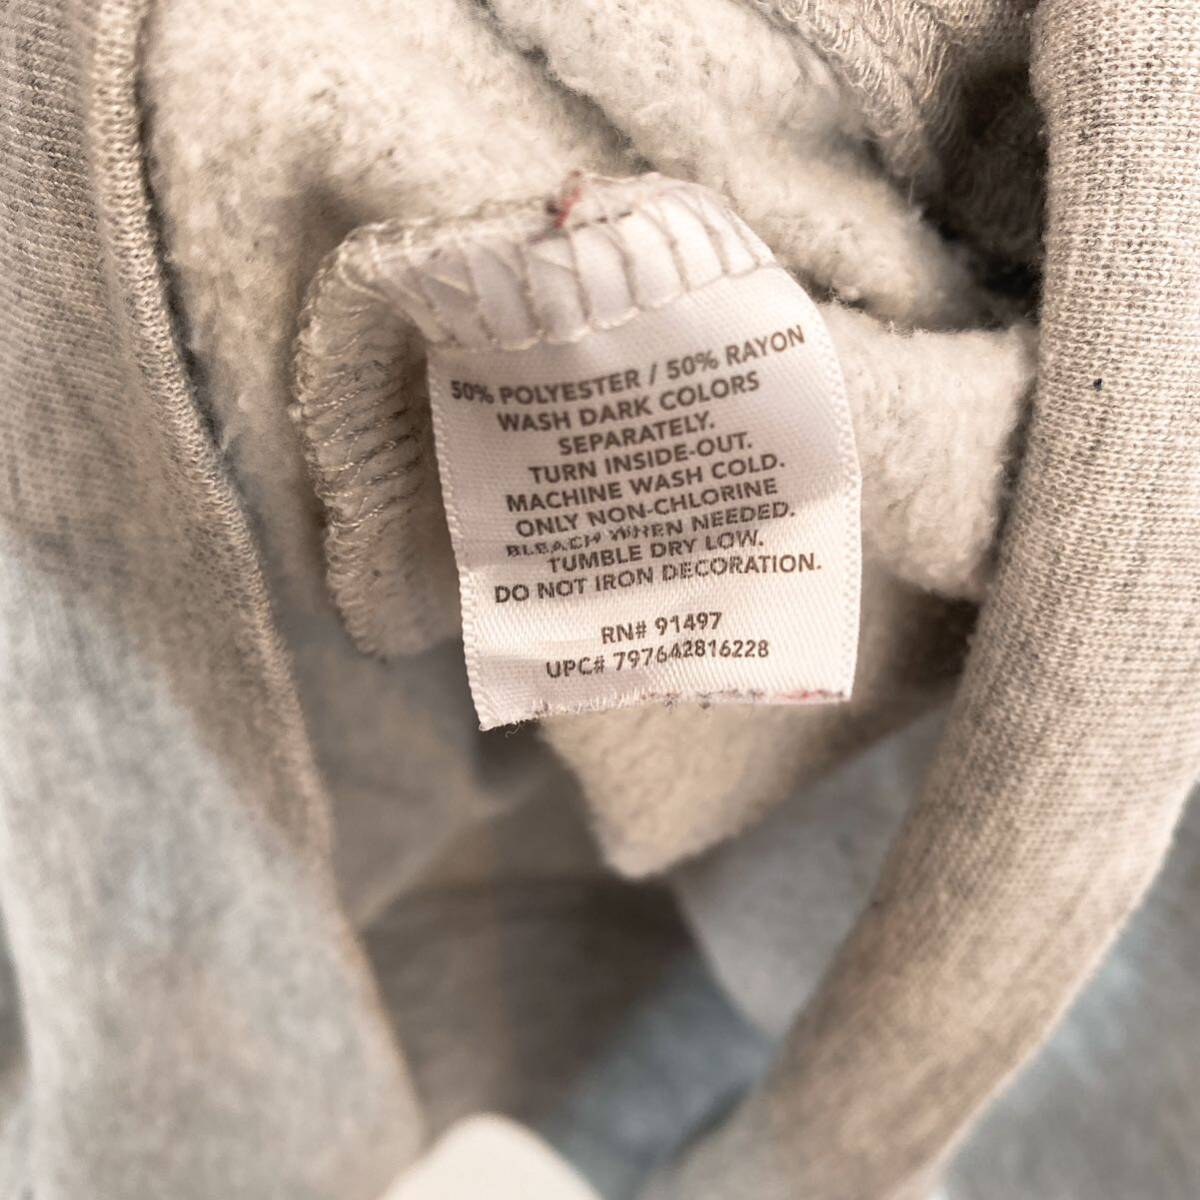 50% POLYESTER / 50% RAYON
WASH DARK COLORS
SEPARATELY.
TURN INSIDE-OUT.
MACHINE WASH COLD.
ONLY NON-CHLORINE
BLEACH WHEN NEEDED.
TUMBLE DRY LOW.
DO NOT IRON DECORATION.
RN# 91497
UPC# 797642816228